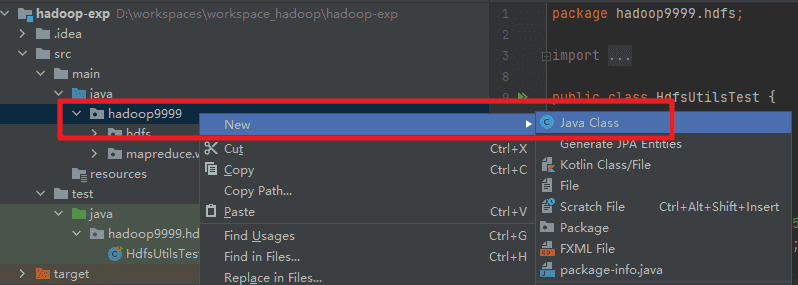 hadoop-exp D:\workspaces\workspace_hadoop\hadoop-exp
.idea
src
main
java
hadoop9999
hdfs
mapreduce.w
resources
test
java
hadoop9999.hd
HdfsUtilsTest
target
New
Cut Ctrl+X
Copy Ctrl+C
Copy Path...
Paste Ctrl+V
Find Usages Ctrl+G
Find in Files... Ctrl+H
Replace in Files...
Java Class
Generate JPA Entities
Kotlin Class/File
File
Scratch File Ctrl+Alt+Shift+Insert
Package
FXML File
package-info.java
1 package hadoop9999.hdfs;
2
3 import ...
8
9 public class HdfsUtilsTest {
5
;